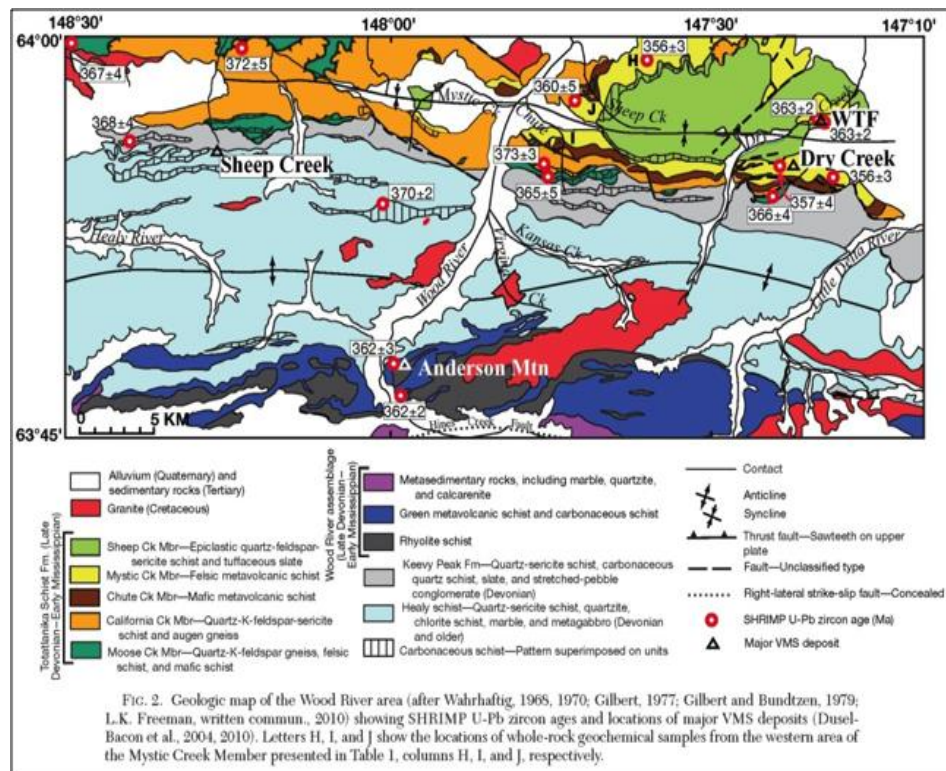 148°30' 148°00' 147°30' 147°10'
64°00'
367±4
372±5
Mystic Ck
360±5
J
H
356±3
Sheep Ck
Chute
Creek
363±2
WTF
363±2
368±4
Sheep Creek
373±3
365±5
Dry Creek
356±3
357±4
366±4
370±2
Healy River
Wood River
Virginia
Ck
Kansas Ck
Little Delta River
362±3
Anderson Mtn
362±2
Hines Creek Fault
0 5 KM
63°45'
Alluvium (Quaternary) and
sedimentary rocks (Tertiary)
Granite (Cretaceous)
Totatlanika Schist Fm. (Late
Devonian–Early Mississippian)
Sheep Ck Mbr—Epiclastic quartz-feldspar-
sericite schist and tuffaceous slate
Mystic Ck Mbr—Felsic metavolcanic schist
Chute Ck Mbr—Mafic metavolcanic schist
California Ck Mbr—Quartz-K-feldspar-sericite
schist and augen gneiss
Moose Ck Mbr—Quartz-K-feldspar gneiss, felsic
schist, and mafic schist
Wood River assemblage
(Late Devonian–
Early Mississippian)
Metasedimentary rocks, including marble, quartzite,
and calcarenite
Green metavolcanic schist and carbonaceous schist
Rhyolite schist
Keevy Peak Fm—Quartz-sericite schist, carbonaceous
quartz schist, slate, and stretched-pebble
conglomerate (Devonian)
Healy schist—Quartz-sericite schist, quartzite,
chlorite schist, marble, and metagabbro (Devonian
and older)
Carbonaceous schist—Pattern superimposed on units
Contact
Anticline
Syncline
Thrust fault—Sawteeth on upper
plate
Fault—Unclassified type
Right-lateral strike-slip fault—Concealed
SHRIMP U-Pb zircon age (Ma)
Major VMS deposit
FIG. 2. Geologic map of the Wood River area (after Wahrhaftig, 1968, 1970; Gilbert, 1977; Gilbert and Bundtzen, 1979;
L.K. Freeman, written commun., 2010) showing SHRIMP U-Pb zircon ages and locations of major VMS deposits (Dusel-
Bacon et al., 2004, 2010). Letters H, I, and J show the locations of whole-rock geochemical samples from the western area of
the Mystic Creek Member presented in Table 1, columns H, I, and J, respectively.